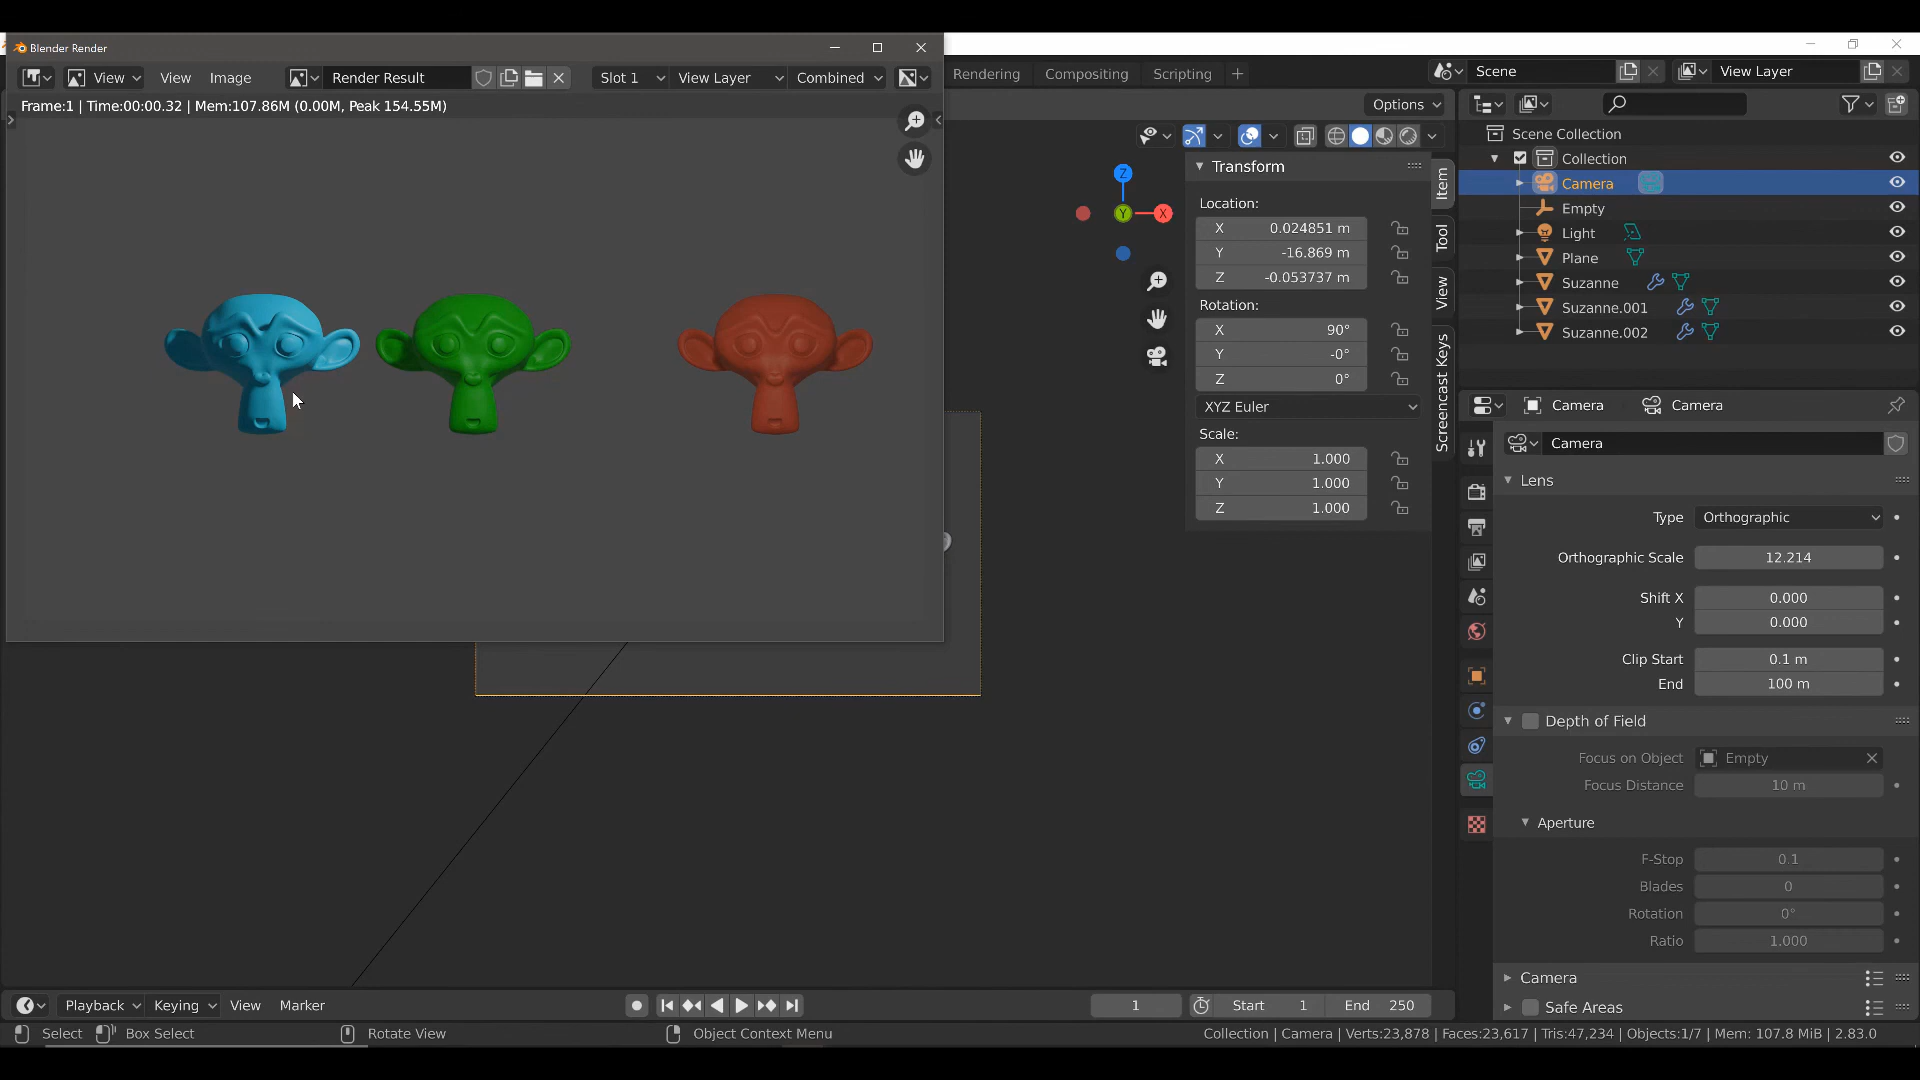 Blender Render
View View Image Render Result Slot 1 View Layer Combined
Frame:1 | Time:00:00.32 | Mem:107.86M (0.00M, Peak 154.55M)
Rendering Compositing Scripting + Scene View Layer
Options
Z
Y
X
Transform
Location:
X 0.024851 m
Y -16.869 m
Z -0.053737 m
Rotation:
X 90°
Y -0°
Z 0°
XYZ Euler
Scale:
X 1.000
Y 1.000
Z 1.000
Item
Tool
View
Screencast Keys
Scene Collection
Collection
Camera
Empty
Light
Plane
Suzanne
Suzanne.001
Suzanne.002
Camera Camera
Camera
Lens
Type Orthographic
Orthographic Scale 12.214
Shift X 0.000
Y 0.000
Clip Start 0.1 m
End 100 m
Depth of Field
Focus on Object Empty
Focus Distance 10 m
Aperture
F-Stop 0.1
Blades 0
Rotation 0°
Ratio 1.000
Camera
Safe Areas
Playback Keying View Marker 1 Start 1 End 250
Select Box Select Rotate View Object Context Menu Collection | Camera | Verts:23,878 | Faces:23,617 | Tris:47,234 | Objects:1/7 | Mem: 107.8 MiB | 2.83.0